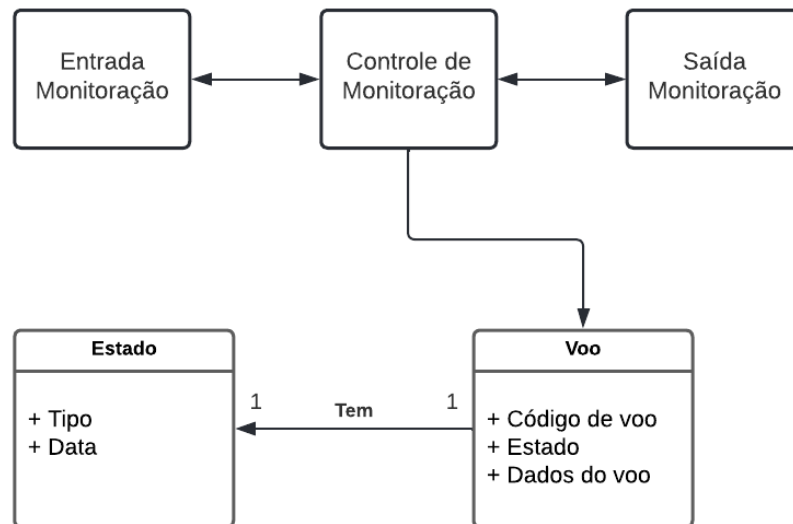 Entrada
Monitoração
Controle de
Monitoração
Saída
Monitoração
Estado
+ Tipo
+ Data
1
Tem
1
Voo
+ Código de voo
+ Estado
+ Dados do voo